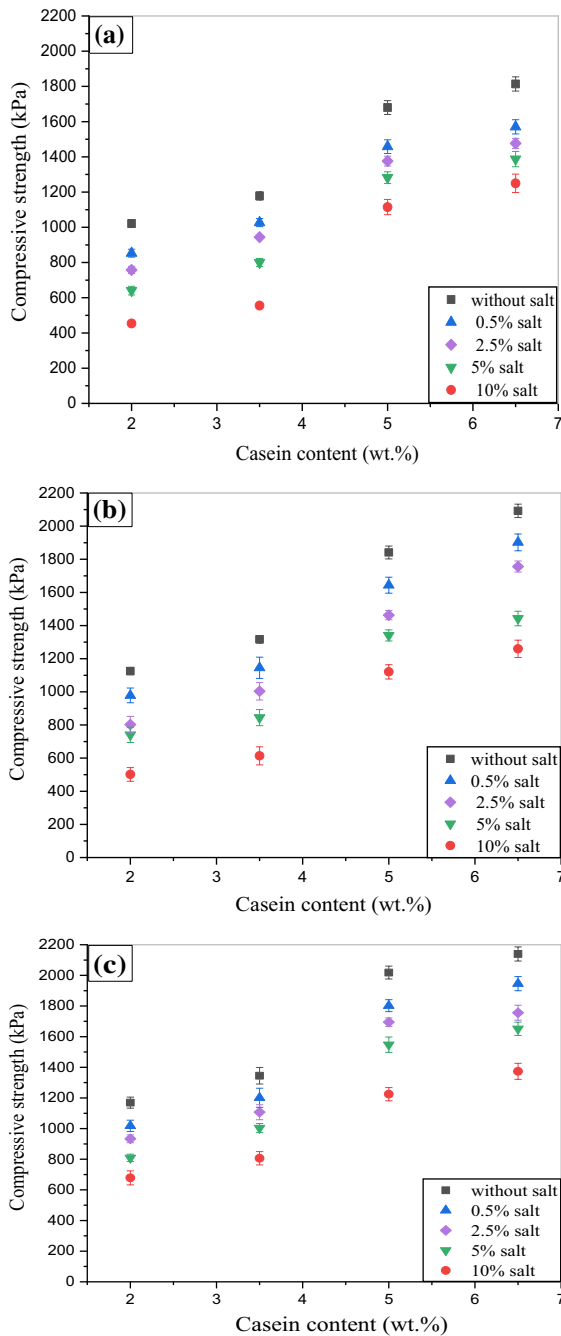 (a)
2200
2000
1800
1600
1400
1200
1000
800
600
400
200
0
Compressive strength (kPa)
without salt
0.5% salt
2.5% salt
5% salt
10% salt
2 3 4 5 6 7
Casein content (wt.%)
(b)
2200
2000
1800
1600
1400
1200
1000
800
600
400
200
0
Compressive strength (kPa)
without salt
0.5% salt
2.5% salt
5% salt
10% salt
2 3 4 5 6 7
Casein content (wt.%)
(c)
2200
2000
1800
1600
1400
1200
1000
800
600
400
200
0
Compressive strength (kPa)
without salt
0.5% salt
2.5% salt
5% salt
10% salt
2 3 4 5 6 7
Casein content (wt.%)